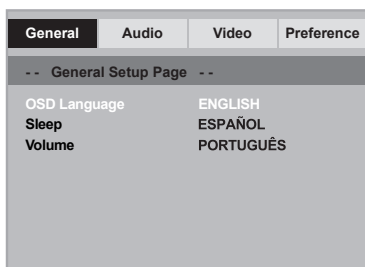 General Audio Video Preference
- - General Setup Page - -
OSD Language ENGLISH
Sleep ESPAÑOL
Volume PORTUGUÊS